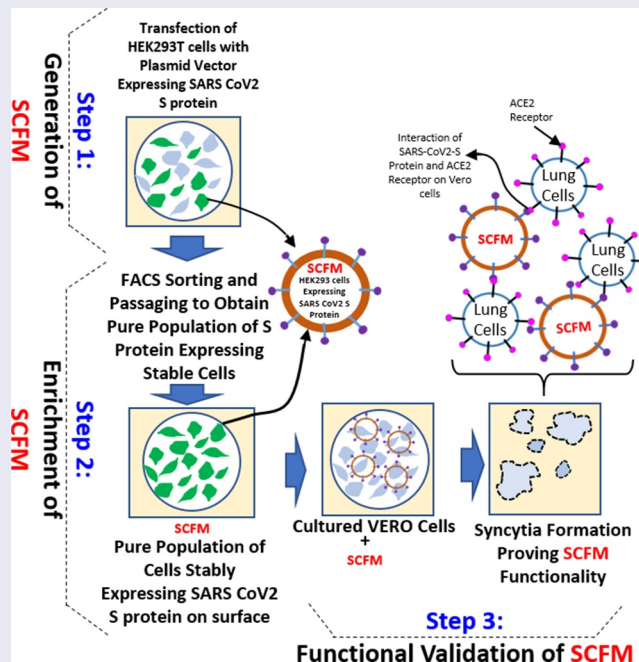 Transfection of
HEK293T cells with
Plasmid Vector
Expressing SARS CoV2
S protein
Step 1:
Generation of
SCFM
FACS Sorting and
Passaging to Obtain
Pure Population of S
Protein Expressing
Stable Cells
SCFM
HEK293 cells
Expressing
SARS CoV2 S
Protein
ACE2
Receptor
Interaction of
SARS-CoV2-S
Protein and ACE2
Receptor on Vero
cells
Lung
Cells
SCFM
Lung
Cells
Lung
Cells
SCFM
Step 2:
Enrichment of
SCFM
SCFM
Pure Population of
Cells Stably
Expressing SARS CoV2
S protein on surface
Cultured VERO Cells
+
SCFM
Syncytia Formation
Proving SCFM
Functionality
Step 3:
Functional Validation of SCFM